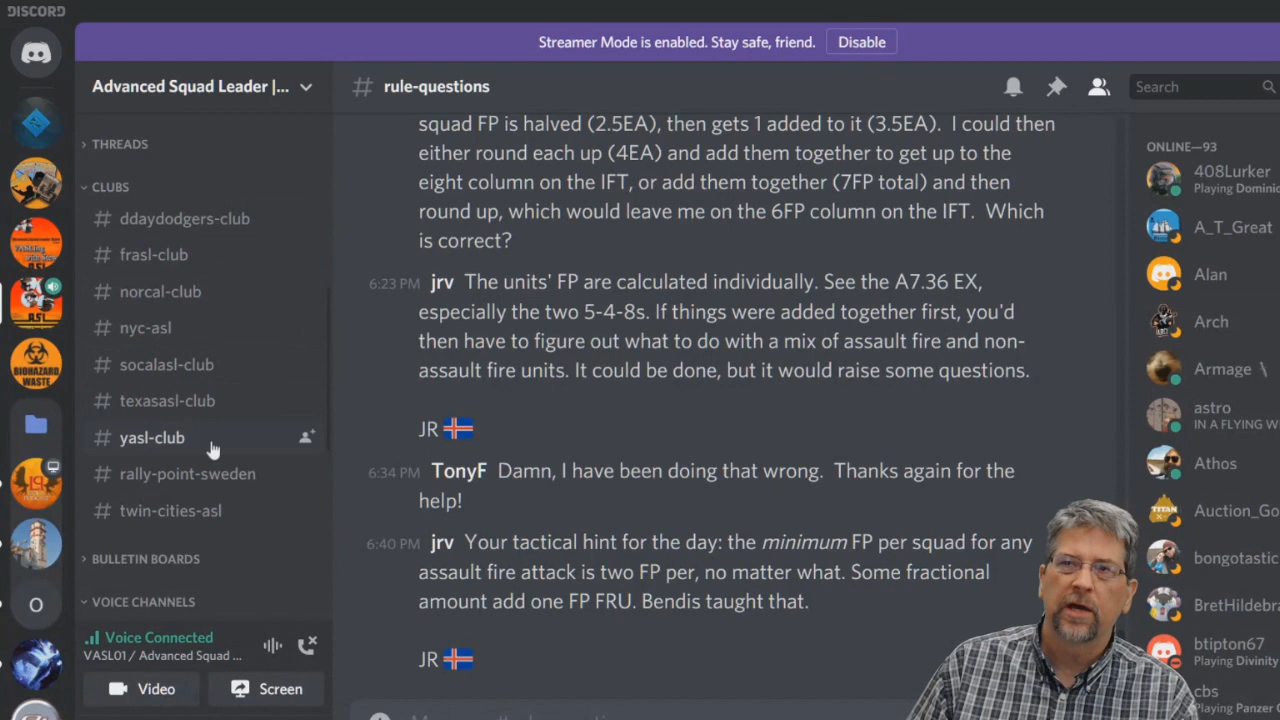 DISCORD
Streamer Mode is enabled. Stay safe, friend. Disable
Advanced Squad Leader |...
THREADS
CLUBS
# ddaydodgers-club
# frasl-club
# norcal-club
# nyc-asl
# socalasl-club
# texasasl-club
# yasl-club
# rally-point-sweden
# twin-cities-asl
BULLETIN BOARDS
VOICE CHANNELS
Voice Connected
VASL01 / Advanced Squad ...
Video
Screen
BIOHAZARD
WASTE
O
# rule-questions
Search
squad FP is halved (2.5EA), then gets 1 added to it (3.5EA). I could then
either round each up (4EA) and add them together to get up to the
eight column on the IFT, or add them together (7FP total) and then
round up, which would leave me on the 6FP column on the IFT. Which
is correct?
6:23 PM jrv The units' FP are calculated individually. See the A7.36 EX,
especially the two 5-4-8s. If things were added together first, you'd
then have to figure out what to do with a mix of assault fire and non-
assault fire units. It could be done, but it would raise some questions.
JR
6:34 PM TonyF Damn, I have been doing that wrong. Thanks again for the
help!
6:40 PM jrv Your tactical hint for the day: the minimum FP per squad for any
assault fire attack is two FP per, no matter what. Some fractional
amount add one FP FRU. Bendis taught that.
JR
ONLINE—93
408Lurker
Playing Dominic
A_T_Great
Alan
Arch
Armage \
astro
IN A FLYING W
Athos
Auction_Go
bongotastic
BretHildebra
btipton67
Playing Divinity
cbs
Playing Panzer C